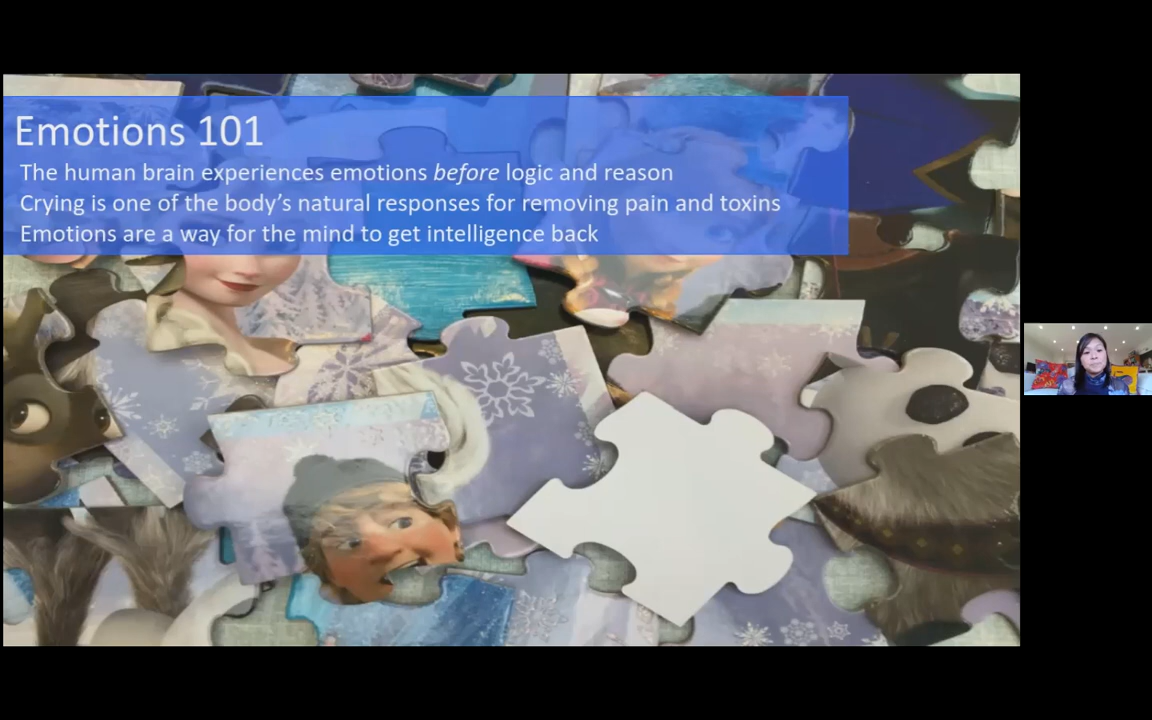 Emotions 101
The human brain experiences emotions before logic and reason
Crying is one of the body's natural responses for removing pain and toxins
Emotions are a way for the mind to get intelligence back